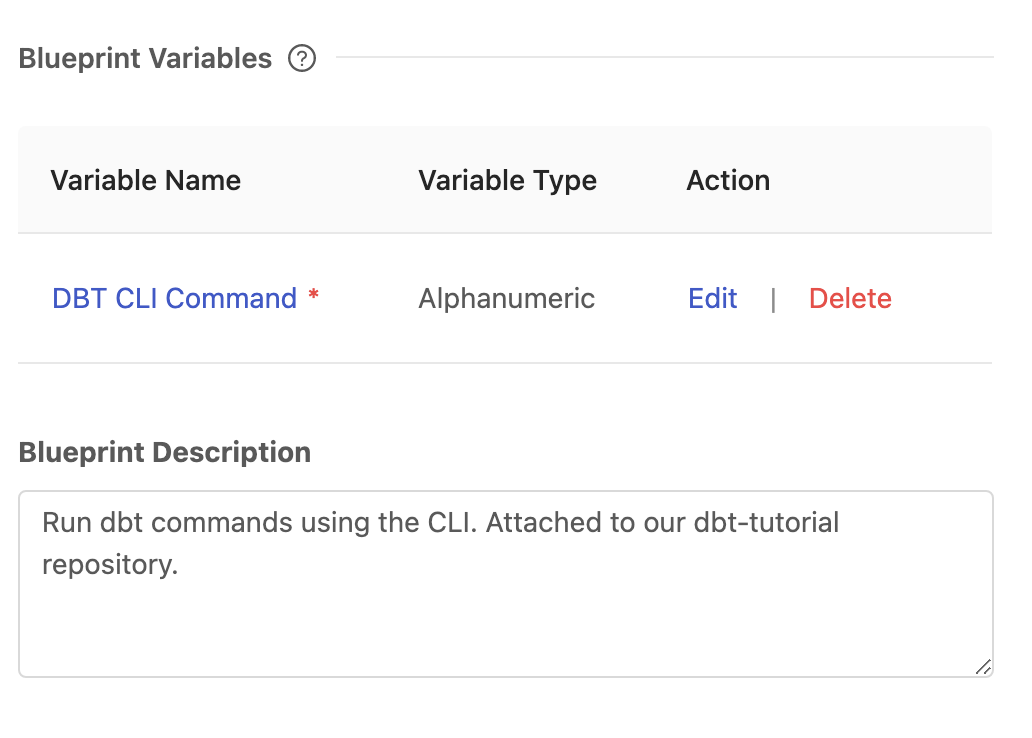 Blueprint Variables ?
Variable Name Variable Type Action
DBT CLI Command * Alphanumeric Edit | Delete
Blueprint Description
Run dbt commands using the CLI. Attached to our dbt-tutorial
repository.